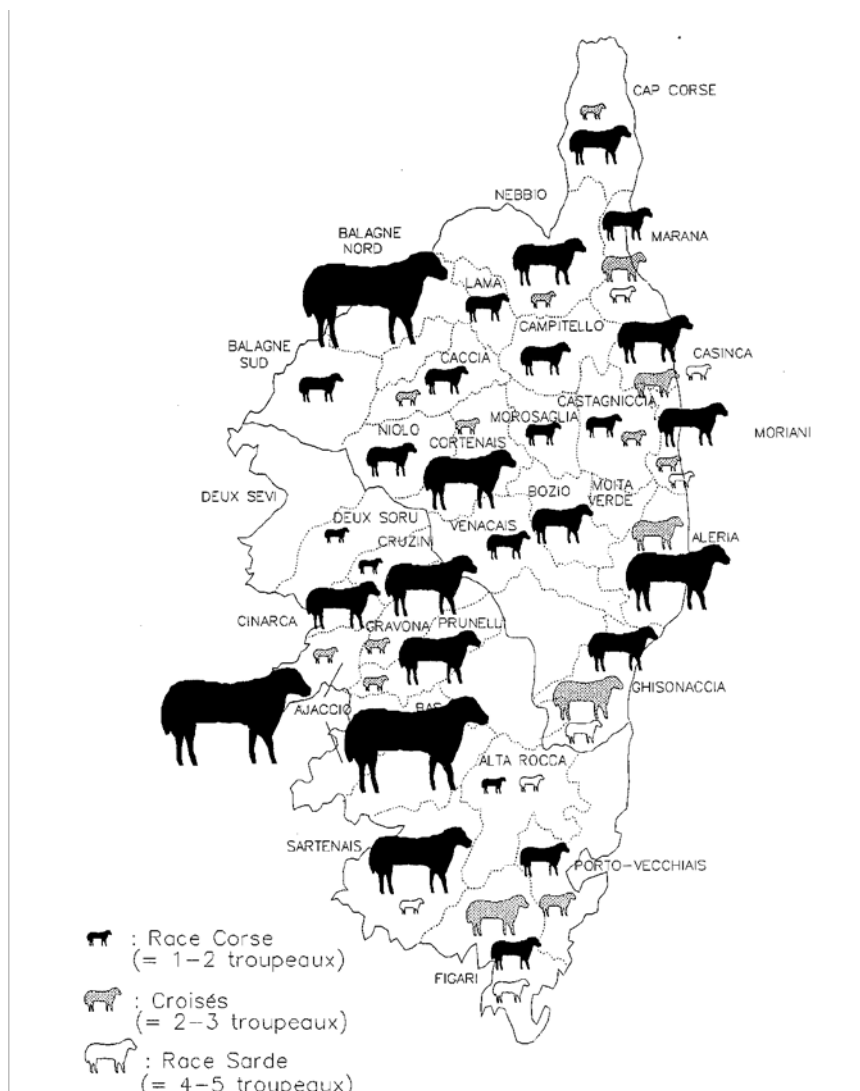 CAP CORSE
NEBBIO
BALAGNE
NORD
MARANA
LAMA
CAMPITELLO
BALAGNE
SUD
CACCIA
CASINCA
CASTAGNICCIA
MOROSAGLIA
NIOLO
CORTENAIS
MORIANI
MOITA
VERDE
BOZIO
DEUX SEVI
DEUX SORU
VENACAIS
CRUZINI
ALERIA
CINARCA
GRAVONA
PRUNELLI
GHISONACCIA
AJACCIO
BAS
ALTA ROCCA
SARTENAIS
PORTO-VECCHIAIS
FIGARI
: Race Corse
(= 1-2 troupeaux)
: Croisés
(= 2-3 troupeaux)
: Race Sarde
(= 4-5 troupeaux)